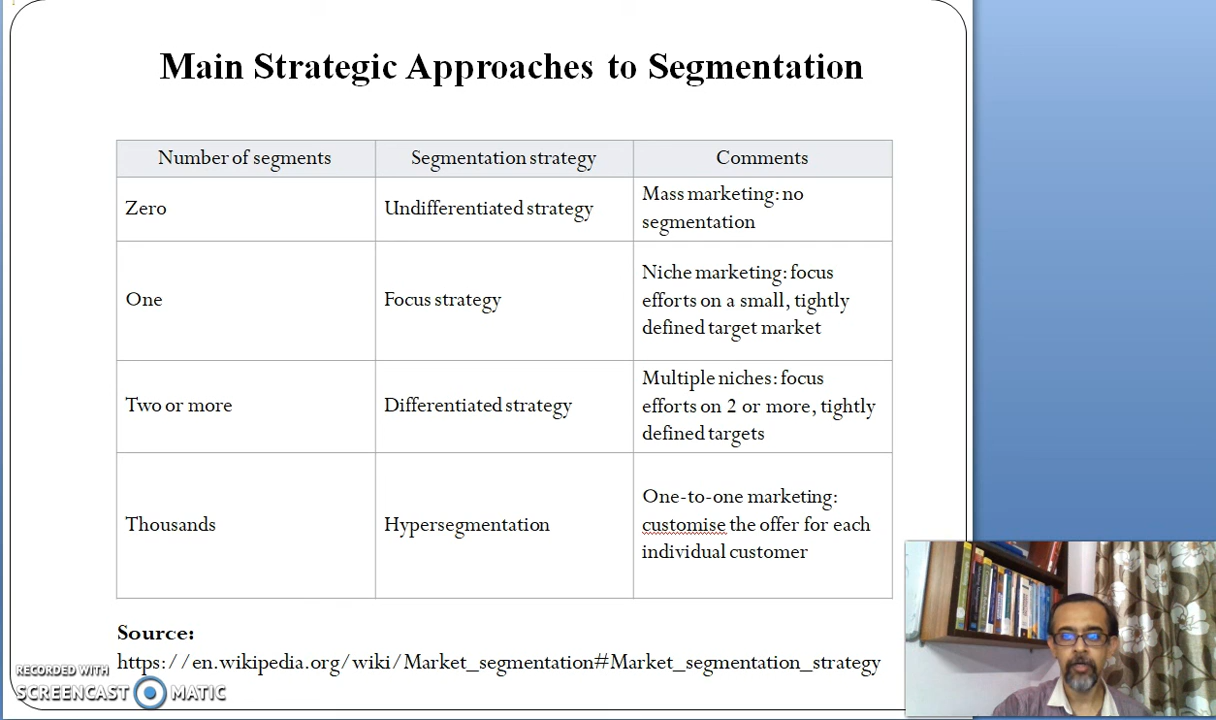 Main Strategic Approaches to Segmentation
Number of segments
Segmentation strategy
Comments
Zero
Undifferentiated strategy
Mass marketing: no
segmentation
One
Focus strategy
Niche marketing: focus
efforts on a small, tightly
defined target market
Two or more
Differentiated strategy
Multiple niches: focus
efforts on 2 or more, tightly
defined targets
Thousands
Hypersegmentation
One-to-one marketing:
customise the offer for each
individual customer
Source:
https://en.wikipedia.org/wiki/Market_segmentation#Market_segmentation_strategy
RECORDED WITH
SCREENCAST MATIC